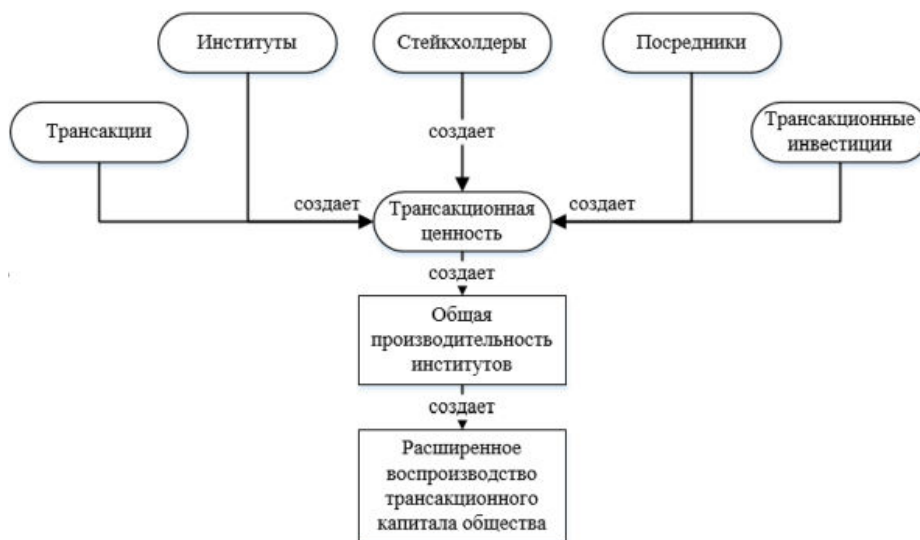 Институты
Стейкхолдеры
Посредники
Трансакции
Трансакционные
инвестиции
создает
создает
Трансакционная
ценность
создает
создает
Общая
производительность
институтов
создает
Расширенное
воспроизводство
трансакционного
капитала общества